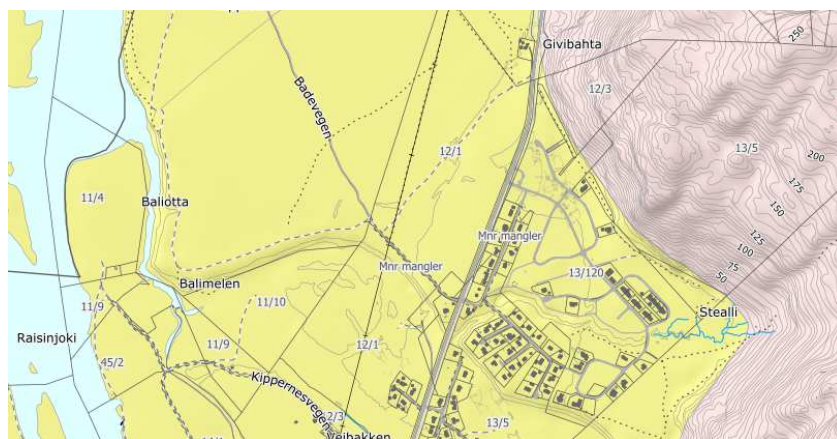 Givibahta
250
12/3
Badevegen
12/1
13/5
200
11/4
175
Baliotta
150
125
Mnr mangler
100
Mnr mangler
75
13/120
50
Balimelen
11/10
11/9
Stealli
Raisinjoki
11/9
12/1
45/2
Kippernesvegen
12/3
13/5
Veibakken